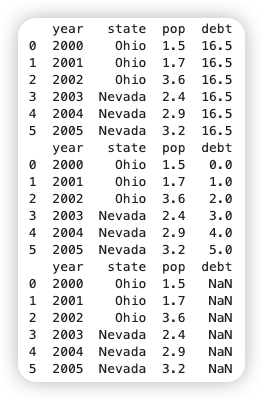 year   state  pop  debt
0  2000    Ohio  1.5  16.5
1  2001    Ohio  1.7  16.5
2  2002    Ohio  3.6  16.5
3  2003  Nevada  2.4  16.5
4  2004  Nevada  2.9  16.5
5  2005  Nevada  3.2  16.5
   year   state  pop  debt
0  2000    Ohio  1.5   0.0
1  2001    Ohio  1.7   1.0
2  2002    Ohio  3.6   2.0
3  2003  Nevada  2.4   3.0
4  2004  Nevada  2.9   4.0
5  2005  Nevada  3.2   5.0
   year   state  pop  debt
0  2000    Ohio  1.5   NaN
1  2001    Ohio  1.7   NaN
2  2002    Ohio  3.6   NaN
3  2003  Nevada  2.4   NaN
4  2004  Nevada  2.9   NaN
5  2005  Nevada  3.2   NaN